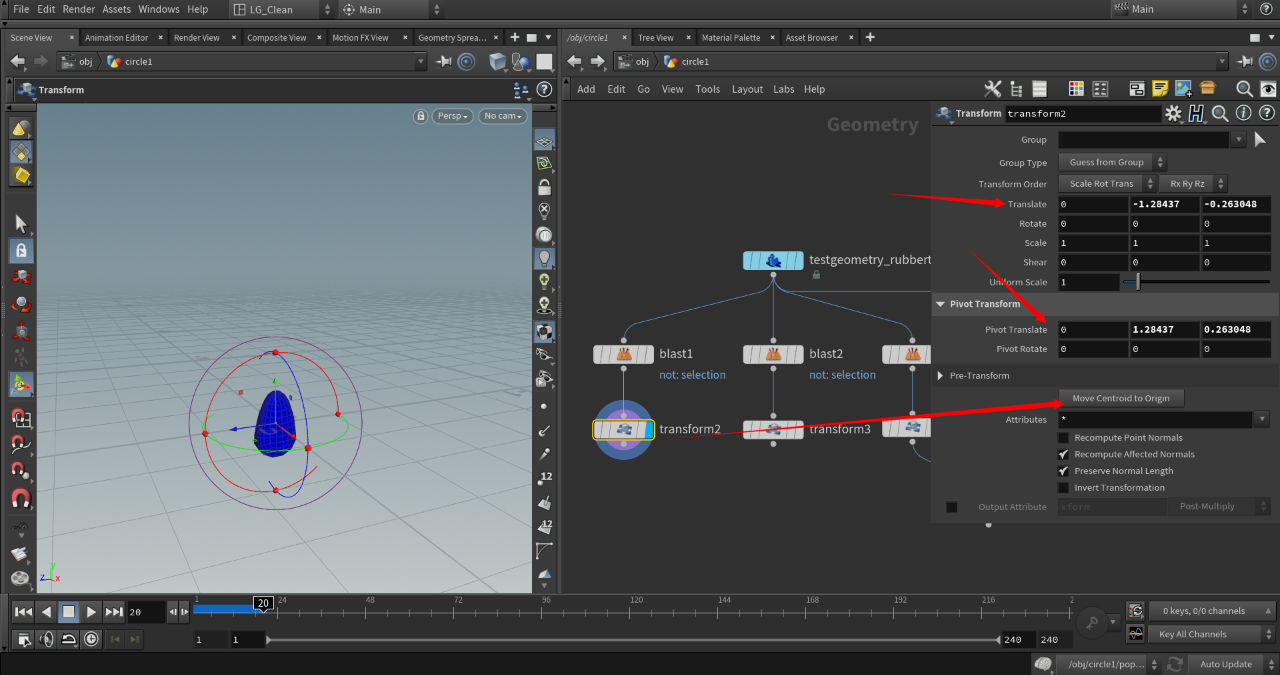 File Edit Render Assets Windows Help LG_Clean Main Main
Scene View Animation Editor Render View Composite View Motion FX View Geometry Sprea...
/obj/circle1 Tree View Material Palette Asset Browser
obj circle1
obj circle1
Transform
Add Edit Go View Tools Layout Labs Help
Persp No cam
Geometry
Transform transform2
Group
Group Type Guess from Group
Transform Order Scale Rot Trans Rx Ry Rz
Translate 0 -1.28437 -0.263048
Rotate 0 0 0
Scale 1 1 1
Shear 0 0 0
Uniform Scale 1
Pivot Transform
Pivot Translate 0 1.28437 0.263048
Pivot Rotate 0 0 0
Pre-Transform
Move Centroid to Origin
Attributes *
Recompute Point Normals
Recompute Affected Normals
Preserve Normal Length
Invert Transformation
Output Attribute xform Post-Multiply
testgeometry_rubbert
blast1
not: selection
blast2
not: selection
transform2
transform3
12
12
y
z x
20
1 20 24 48 72 96 120 144 168 192 216 2
1 1 240 240
0 keys, 0/0 channels
Key All Channels
/obj/circle1/pop... Auto Update